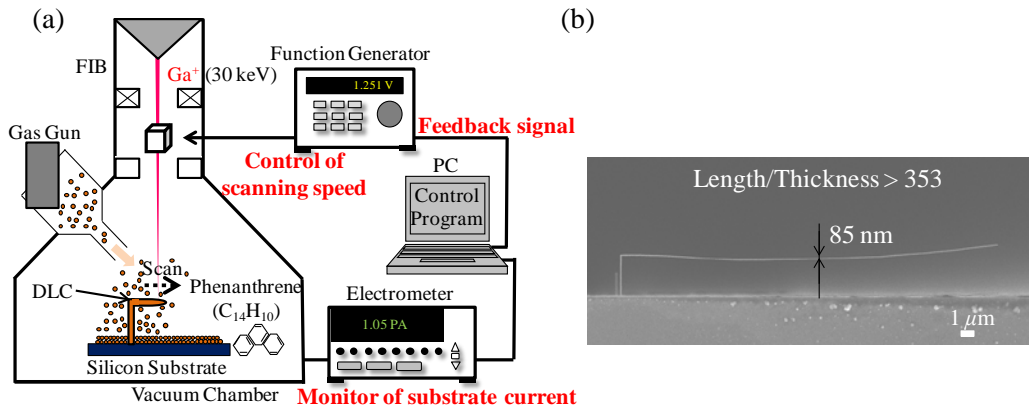 (a)
FIB
Ga+ (30 keV)
Function Generator
1.251 V
Feedback signal
Gas Gun
Control of
scanning speed
PC
Control
Program
Scan
DLC
Phenanthrene
(C14H10)
Electrometer
1.05 PA
Silicon Substrate
Vacuum Chamber
Monitor of substrate current
(b)
Length/Thickness > 353
85 nm
1 μm